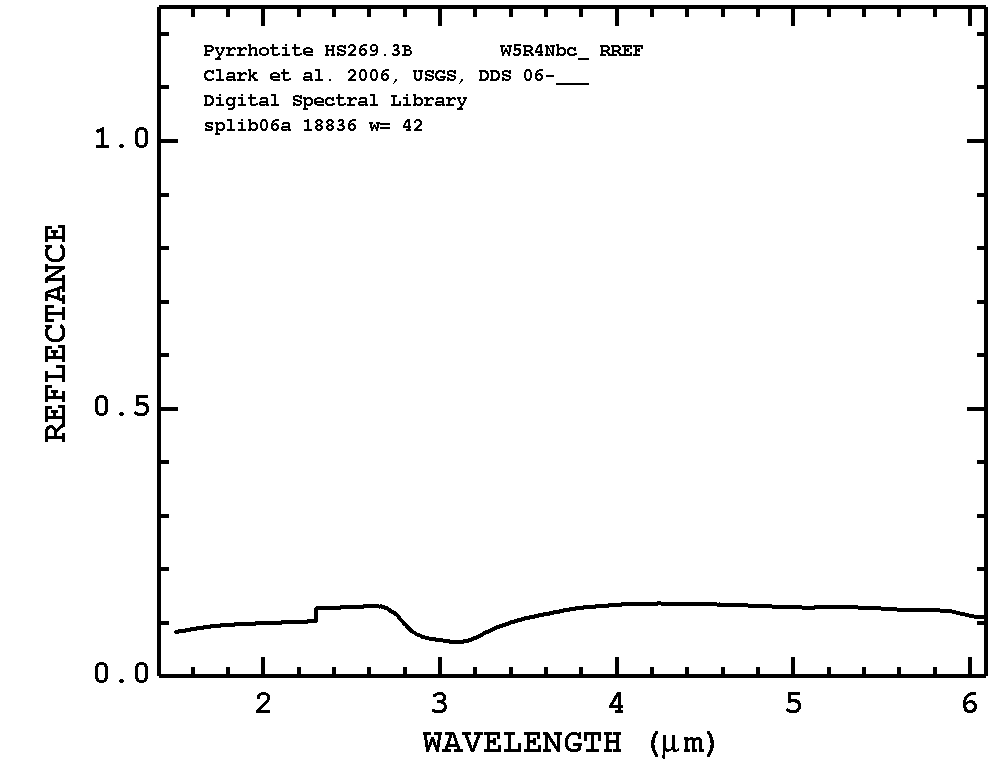 Pyrrhotite HS269.3B W5R4Nbc_ RREF
Clark et al. 2006, USGS, DDS 06-___
Digital Spectral Library
splib06a 18836 w= 42
1.0
0.5
0.0
REFLECTANCE
2 3 4 5 6
WAVELENGTH (μm)